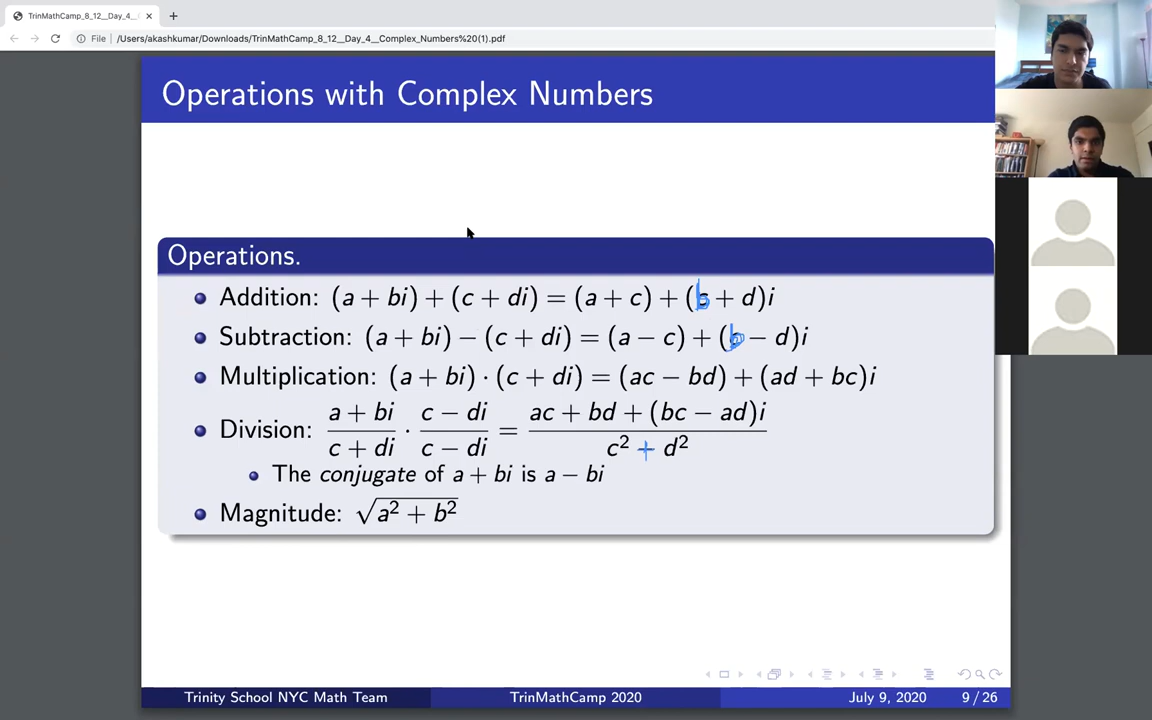 TrinMathCamp_8_12__Day_4_
File /Users/akashkumar/Downloads/TrinMathCamp_8_12__Day_4__Complex_Numbers%20(1).pdf
Operations with Complex Numbers
Operations.
Addition: (a + bi) + (c + di) = (a + c) + (b + d)i
Subtraction: (a + bi) − (c + di) = (a − c) + (b − d)i
Multiplication: (a + bi) · (c + di) = (ac − bd) + (ad + bc)i
Division: (a + bi)/(c + di) · (c − di)/(c − di) = (ac + bd + (bc − ad)i)/(c² + d²)
The conjugate of a + bi is a − bi
Magnitude: √(a² + b²)
Trinity School NYC Math Team TrinMathCamp 2020 July 9, 2020 9 / 26